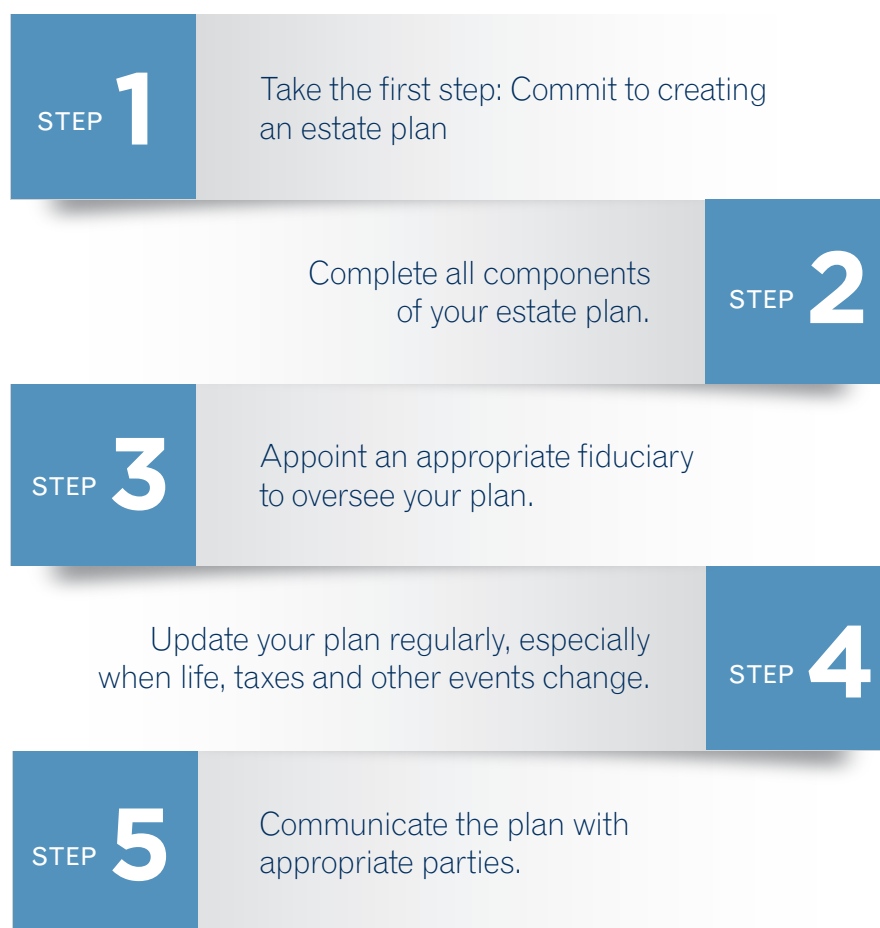 STEP 1
Take the first step: Commit to creating
an estate plan
Complete all components
of your estate plan.
STEP 2
STEP 3
Appoint an appropriate fiduciary
to oversee your plan.
Update your plan regularly, especially
when life, taxes and other events change.
STEP 4
STEP 5
Communicate the plan with
appropriate parties.